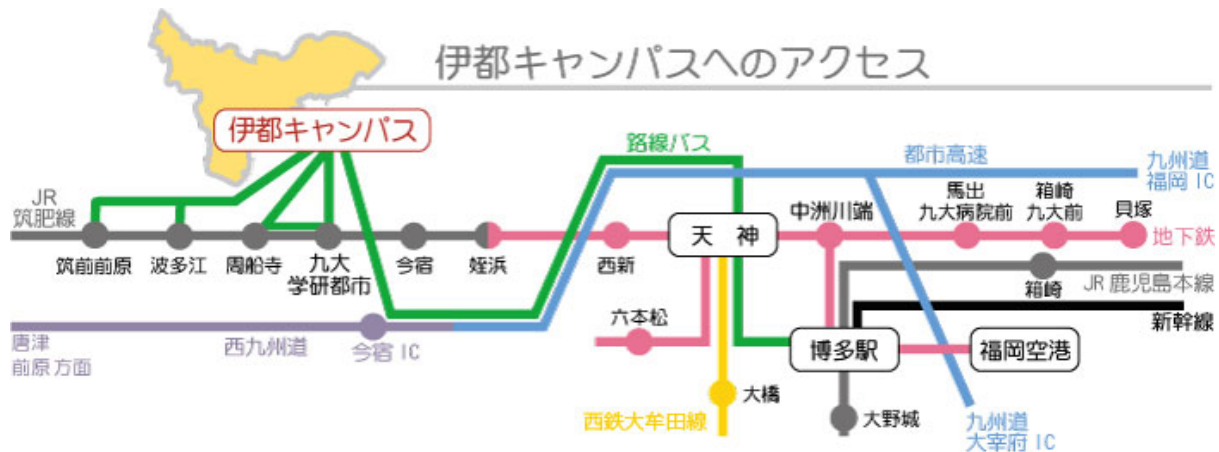 伊都キャンパスへのアクセス
伊都キャンパス
路線バス
都市高速
九州道
福岡 IC
JR
筑肥線
中洲川端
馬出
九大病院前
箱崎
九大前
貝塚
天神
地下鉄
筑前前原
波多江
周船寺
九大
学研都市
今宿
姪浜
西新
箱崎
JR 鹿児島本線
六本松
新幹線
唐津
前原方面
西九州道
今宿 IC
博多駅
福岡空港
大橋
西鉄大牟田線
大野城
九州道
大宰府 IC